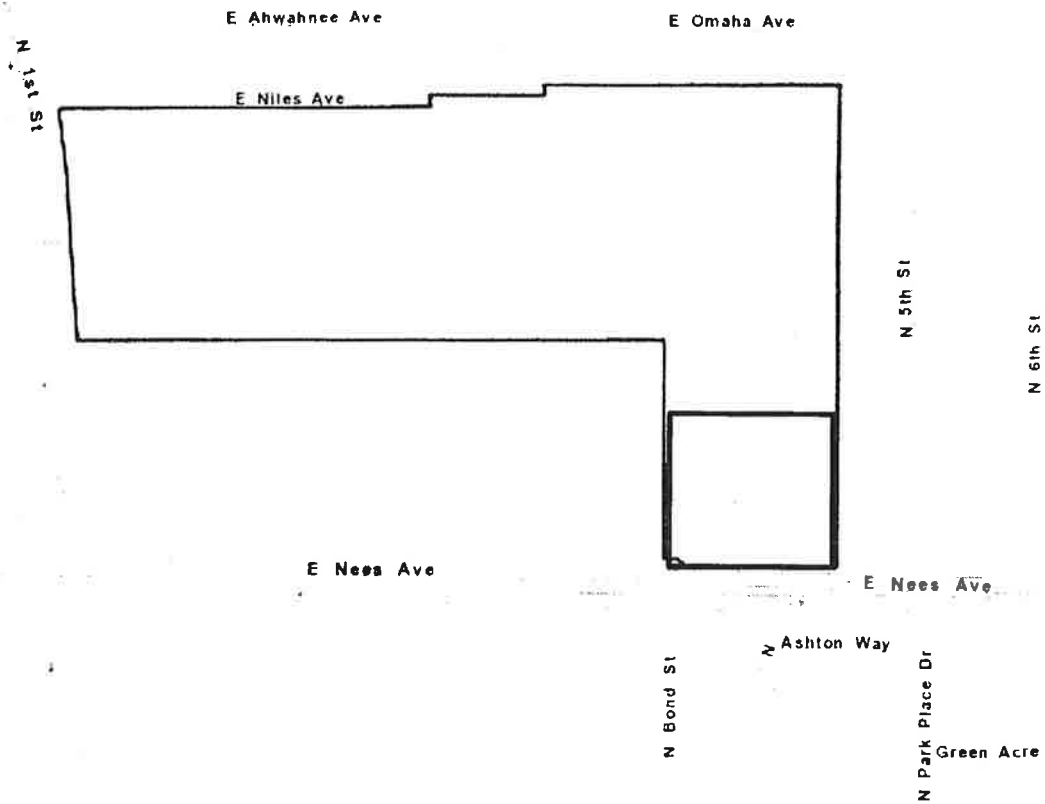 E Ahwahnee Ave
E Omaha Ave
N 1st St
E Niles Ave
N 5th St
N 6th St
E Nees Ave
E Nees Ave
N Ashton Way
N Bond St
N Park Place Dr
Green Acre